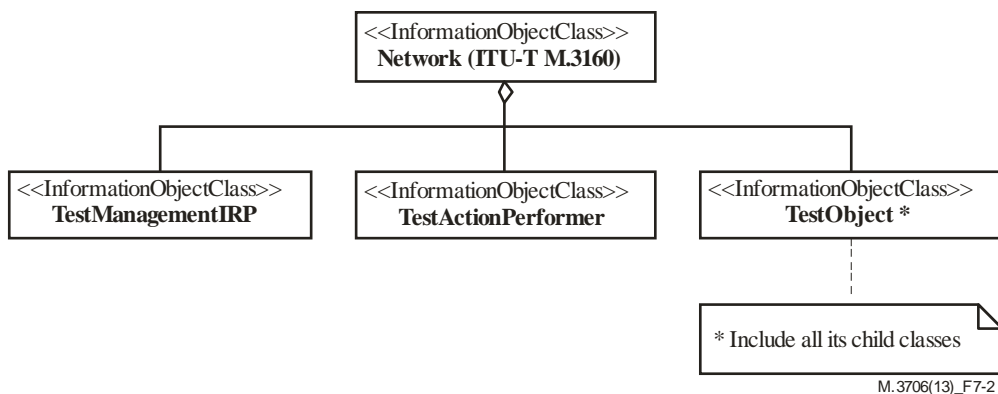 <<InformationObjectClass>>
Network (ITU-T M.3160)
<<InformationObjectClass>>
TestManagementIRP
<<InformationObjectClass>>
TestActionPerformer
<<InformationObjectClass>>
TestObject *
* Include all its child classes
M.3706(13)_F7-2